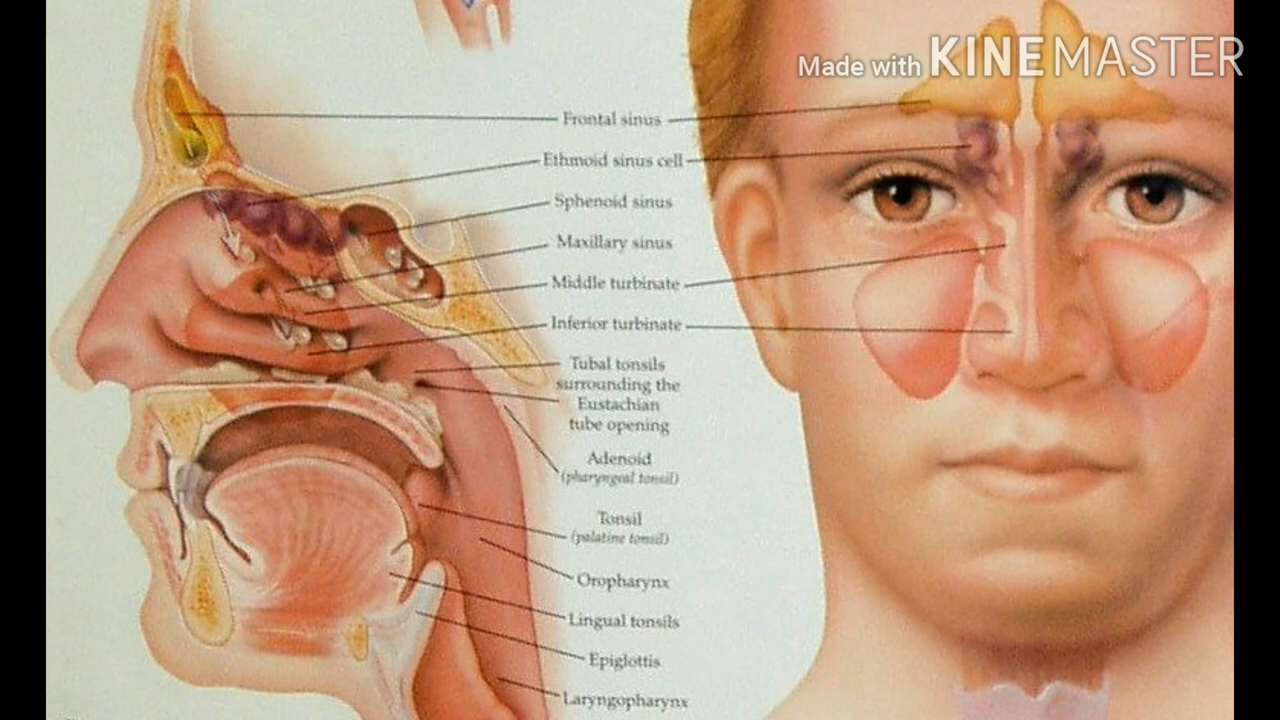 Made with KINEMASTER
Frontal sinus
Ethmoid sinus cell
Sphenoid sinus
Maxillary sinus
Middle turbinate
Inferior turbinate
Tubal tonsils
surrounding the
Eustachian
tube opening
Adenoid
(pharyngeal tonsil)
Tonsil
(palatine tonsil)
Oropharynx
Lingual tonsils
Epiglottis
Laryngopharynx